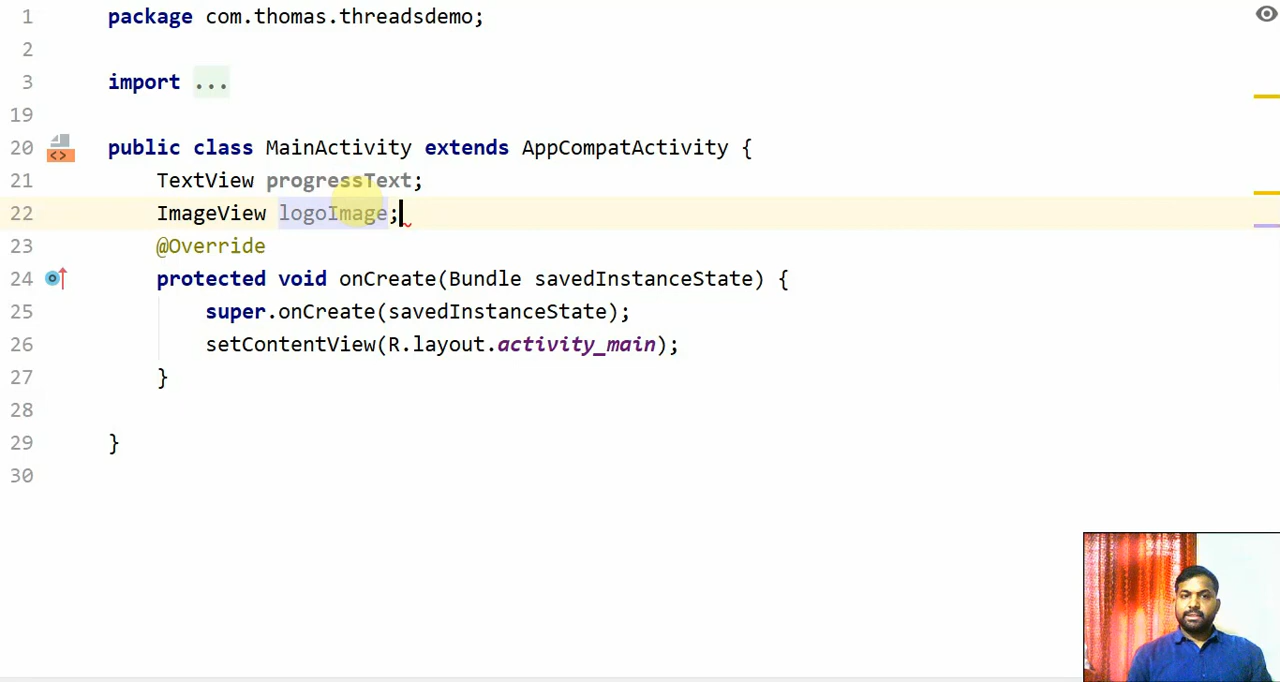 1 package com.thomas.threadsdemo;
2
3 import ...
19
20 public class MainActivity extends AppCompatActivity {
21 TextView progressText;
22 ImageView logoImage;
23 @Override
24 protected void onCreate(Bundle savedInstanceState) {
25 super.onCreate(savedInstanceState);
26 setContentView(R.layout.activity_main);
27 }
28
29 }
30